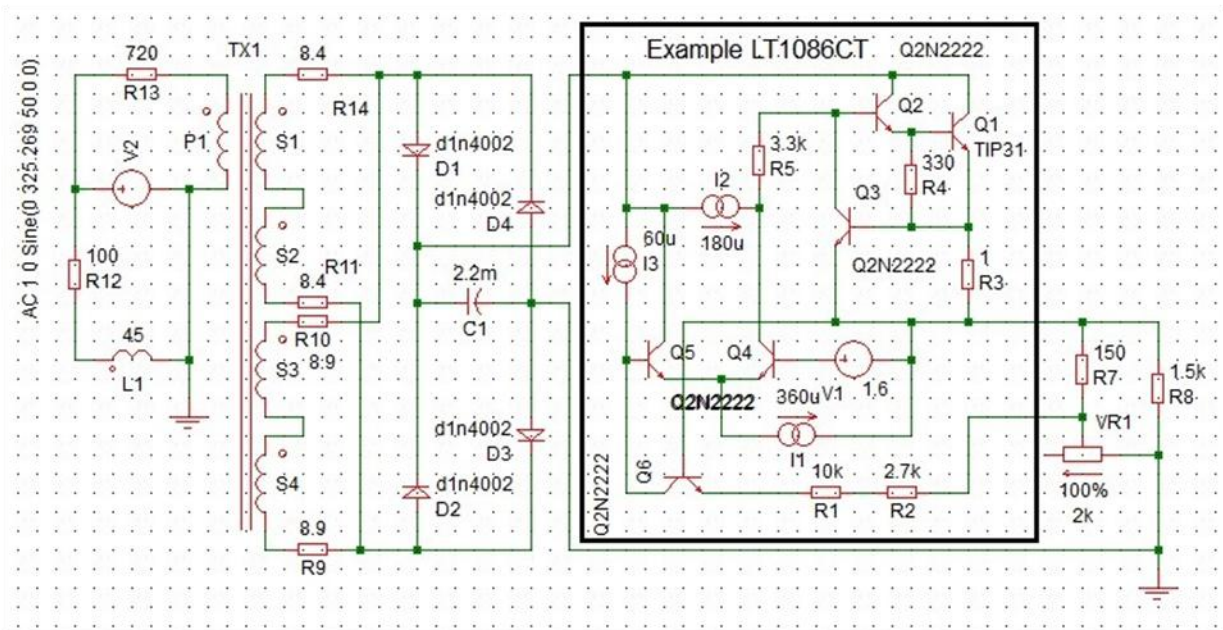 AC 1 0 Sine(0 325.269 50 0 0)
720
R13
TX1
8.4
R14
P1
S1
V2
100
R12
45
L1
S2
R11
8.4
R10
8.9
S3
S4
8.9
R9
d1n4002
D1
d1n4002
D4
2.2m
C1
d1n4002
D3
d1n4002
D2
Example LT1086CT
Q2N2222
Q2
Q1
TIP31
3.3k
R5
330
R4
I2
180u
60u
I3
Q3
Q2N2222
1
R3
Q5
Q4
Q2N2222
V1
1.6
360u
I1
Q6
Q2N2222
10k
R1
2.7k
R2
150
R7
1.5k
R8
VR1
100%
2k